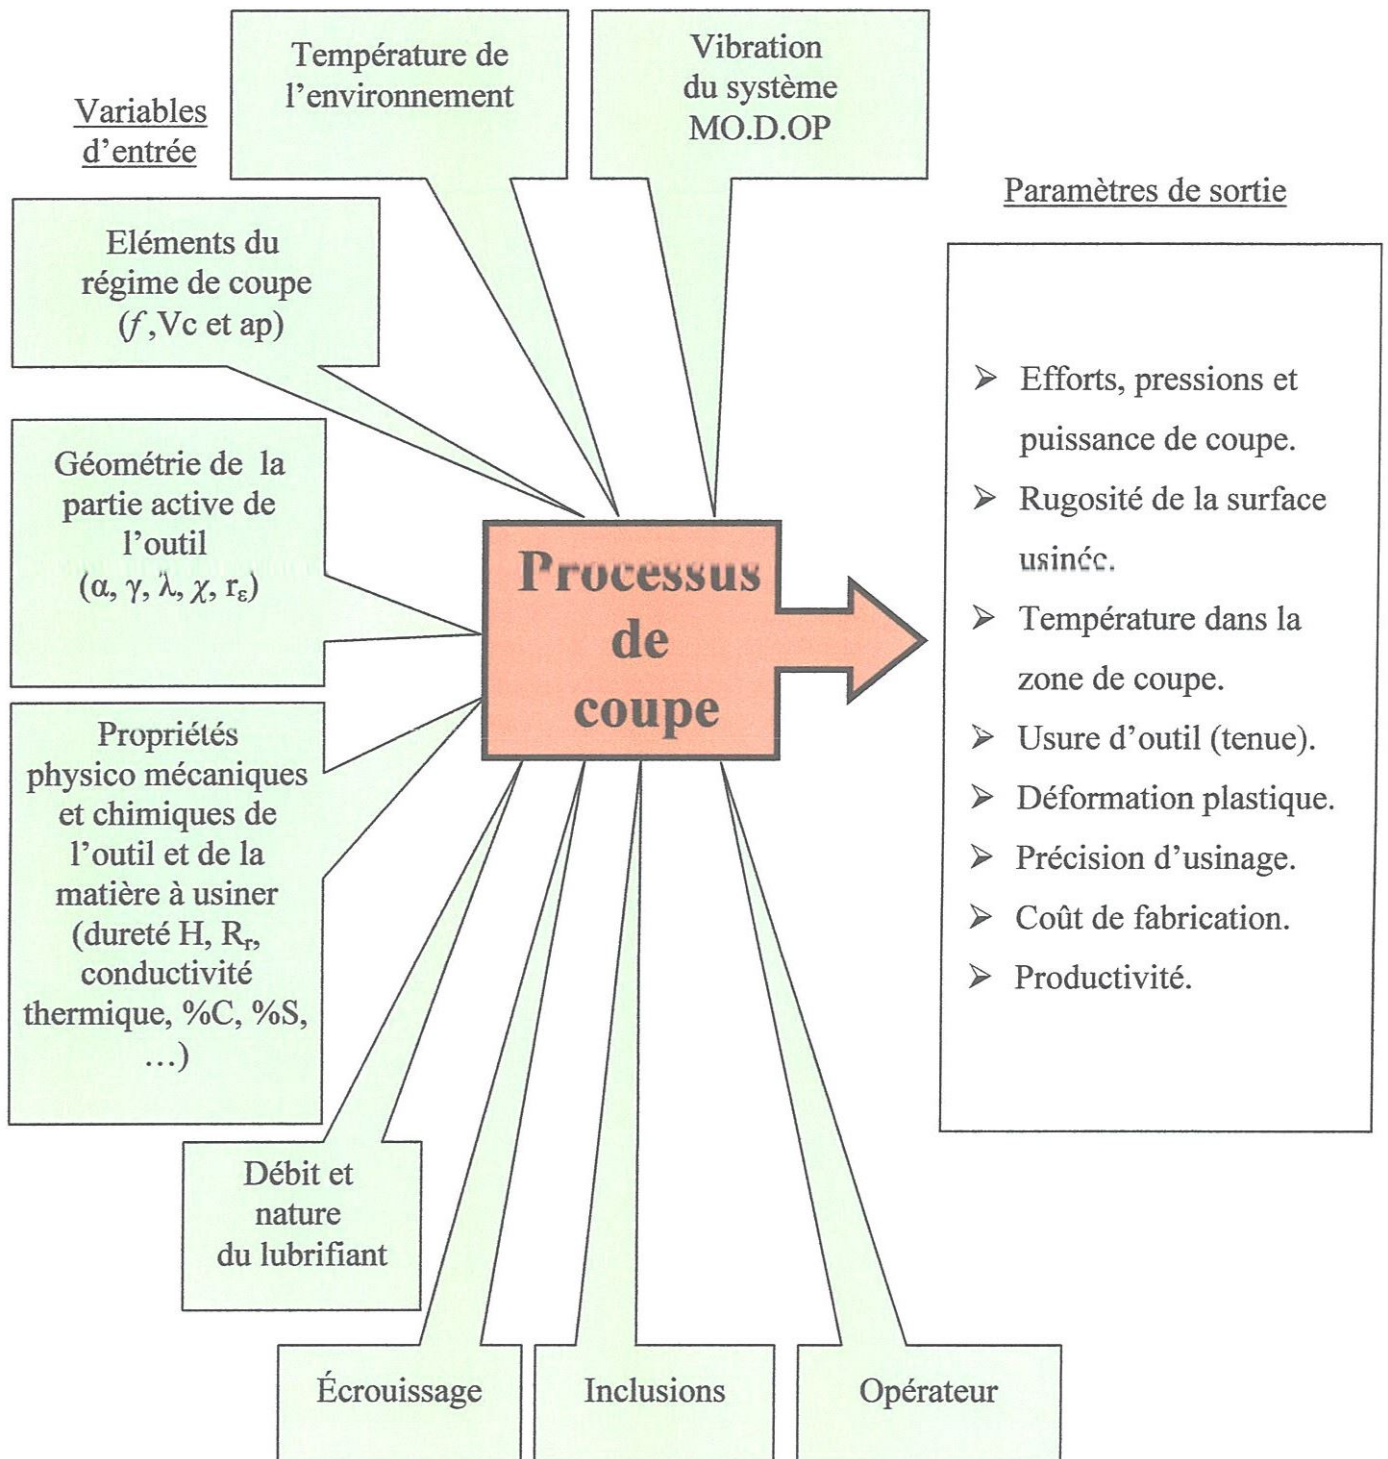 Variables
d’entrée
Température de
l’environnement
Vibration
du système
MO.D.OP
Eléments du
régime de coupe
(f ,Vc et ap)
Géométrie de la
partie active de
l’outil
(α, γ, λ, χ, rε)
Propriétés
physico mécaniques
et chimiques de
l’outil et de la
matière à usiner
(dureté H, Rr,
conductivité
thermique, %C, %S,
…)
Débit et
nature
du lubrifiant
Écrouissage
Inclusions
Opérateur
Processus
de
coupe
Paramètres de sortie
➢ Efforts, pressions et
puissance de coupe.
➢ Rugosité de la surface
usinée.
➢ Température dans la
zone de coupe.
➢ Usure d’outil (tenue).
➢ Déformation plastique.
➢ Précision d’usinage.
➢ Coût de fabrication.
➢ Productivité.